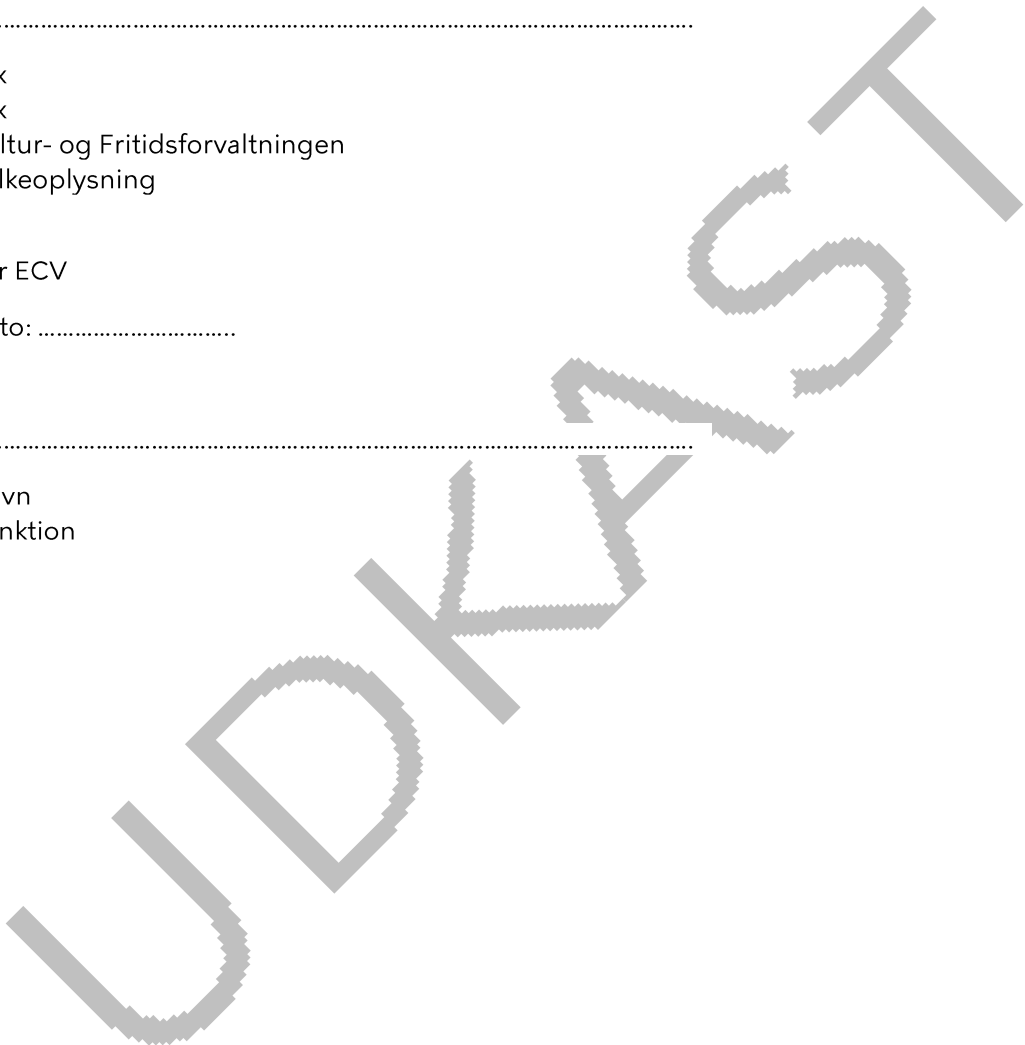 ……………………………………………………………………………………………….
x
x
ltur- og Fritidsforvaltningen
lkeoplysning
r ECV
to: …………………………..
……………………………………………………………………………………………….
vn
nktion
UDKAST